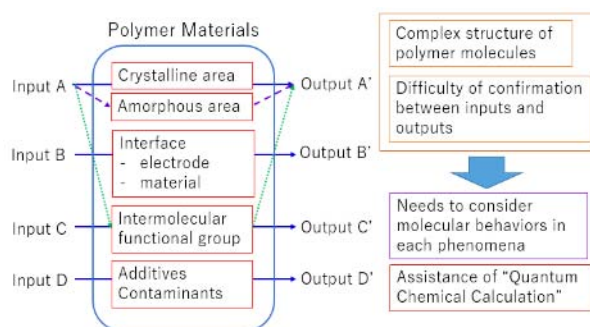 Polymer Materials
Input A
Crystalline area
Amorphous area
Output A'
Input B
Interface
- electrode
- material
Output B'
Input C
Intermolecular
functional group
Output C'
Input D
Additives
Contaminants
Output D'
Complex structure of
polymer molecules
Difficulty of confirmation
between inputs and
outputs
Needs to consider
molecular behaviors in
each phenomena
Assistance of “Quantum
Chemical Calculation”